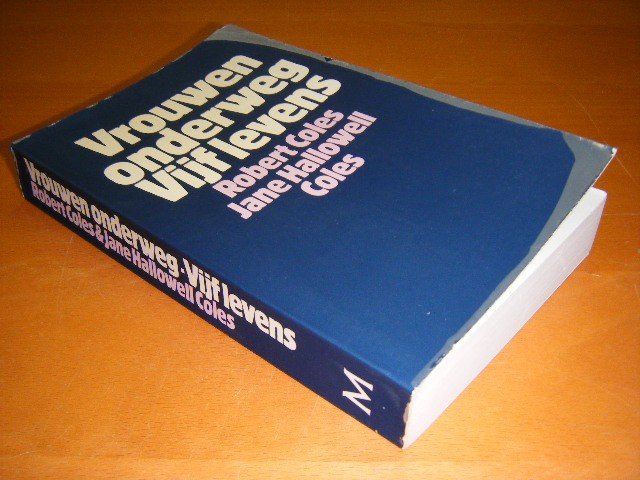 Vrouwen
onderweg
Vijf levens
Robert Coles
Jane Hallowell
Coles
Vrouwen onderweg · Vijf levens
Robert Coles & Jane Hallowell Coles
M